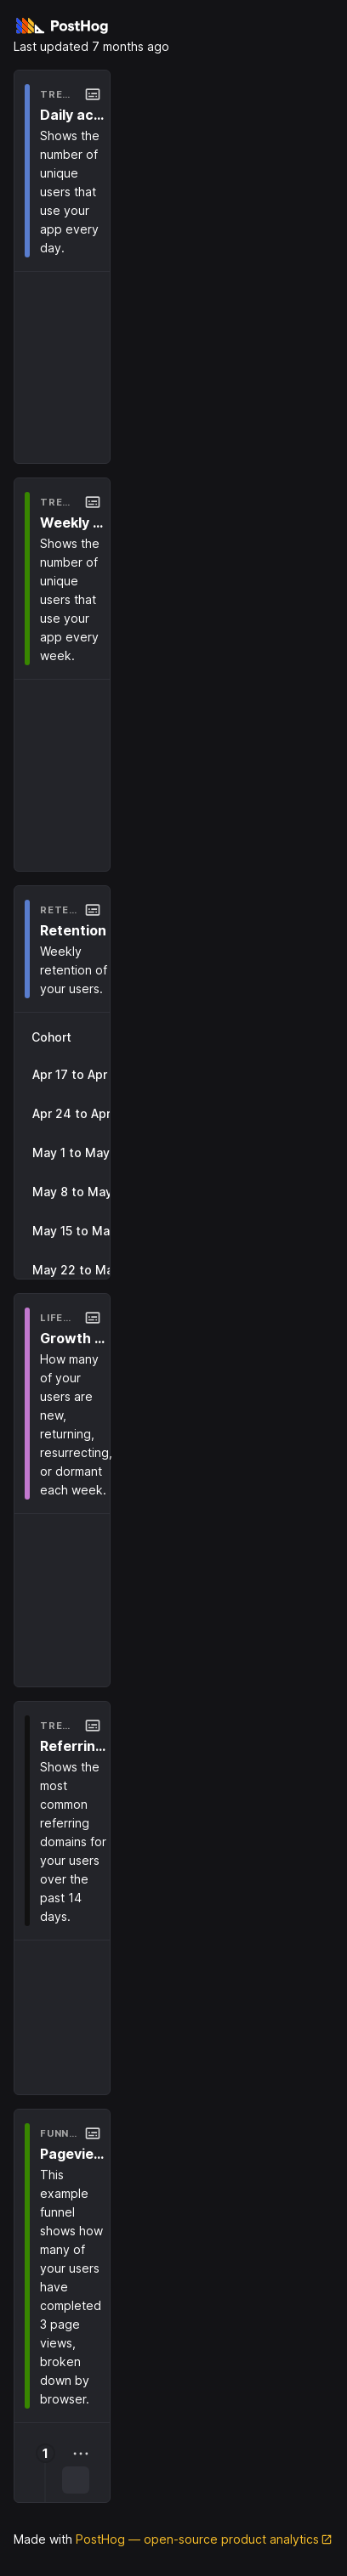 PostHog
Last updated 7 months ago
TRE...
Daily ac...
Shows the
number of
unique
users that
use your
app every
day.
TRE...
Weekly ...
Shows the
number of
unique
users that
use your
app every
week.
RETE...
Retention
Weekly
retention of
your users.
Cohort
Apr 17 to Apr
Apr 24 to Apr
May 1 to May
May 8 to May
May 15 to Ma
May 22 to Ma
LIFE...
Growth ...
How many
of your
users are
new,
returning,
resurrecting,
or dormant
each week.
TRE...
Referrin...
Shows the
most
common
referring
domains for
your users
over the
past 14
days.
FUNN...
Pagevie...
This
example
funnel
shows how
many of
your users
have
completed
3 page
views,
broken
down by
browser.
1 ...
Made with PostHog — open-source product analytics